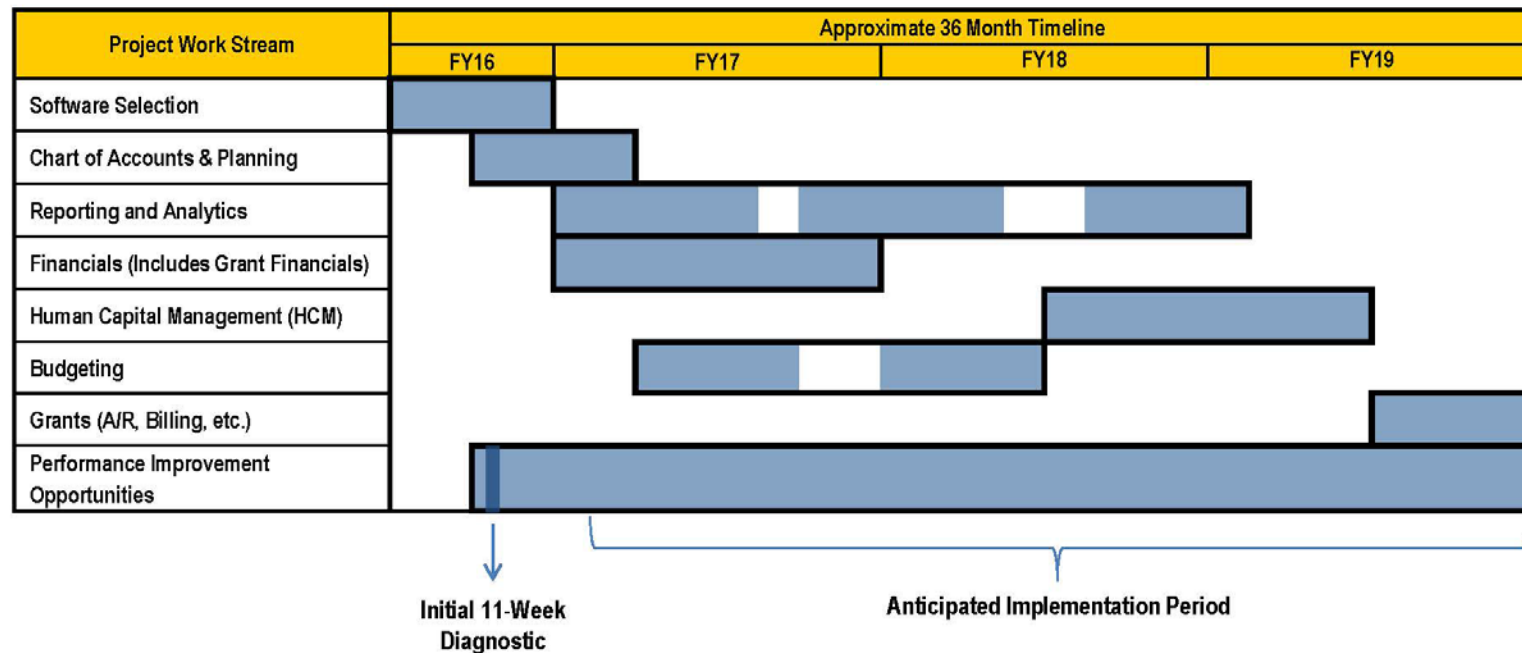 Project Work Stream
Approximate 36 Month Timeline
FY16
FY17
FY18
FY19
Software Selection
Chart of Accounts & Planning
Reporting and Analytics
Financials (Includes Grant Financials)
Human Capital Management (HCM)
Budgeting
Grants (A/R, Billing, etc.)
Performance Improvement
Opportunities
Initial 11-Week
Diagnostic
Anticipated Implementation Period